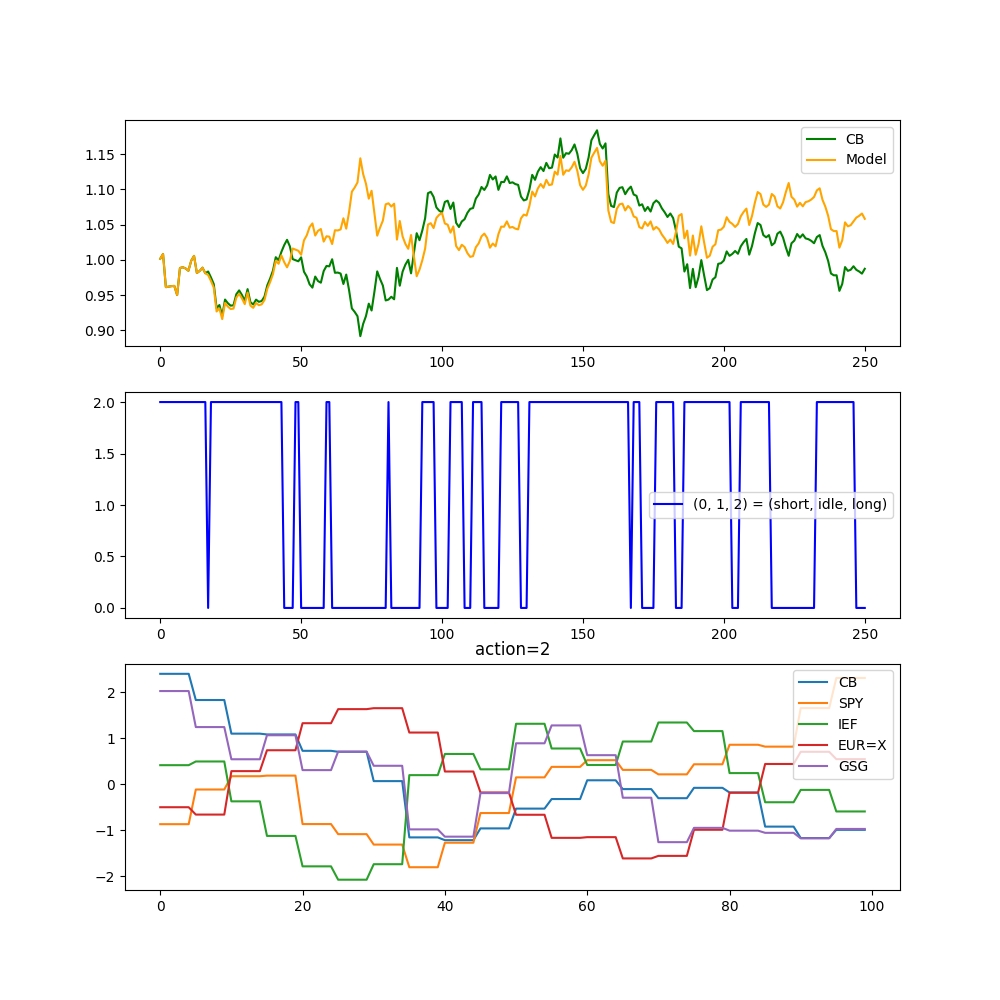 1.15
1.10
1.05
1.00
0.95
0.90
CB
Model
0 50 100 150 200 250
2.0
1.5
1.0
0.5
0.0
(0, 1, 2) = (short, idle, long)
0 50 100 150 200 250
action=2
2
1
0
−1
−2
CB
SPY
IEF
EUR=X
GSG
0 20 40 60 80 100